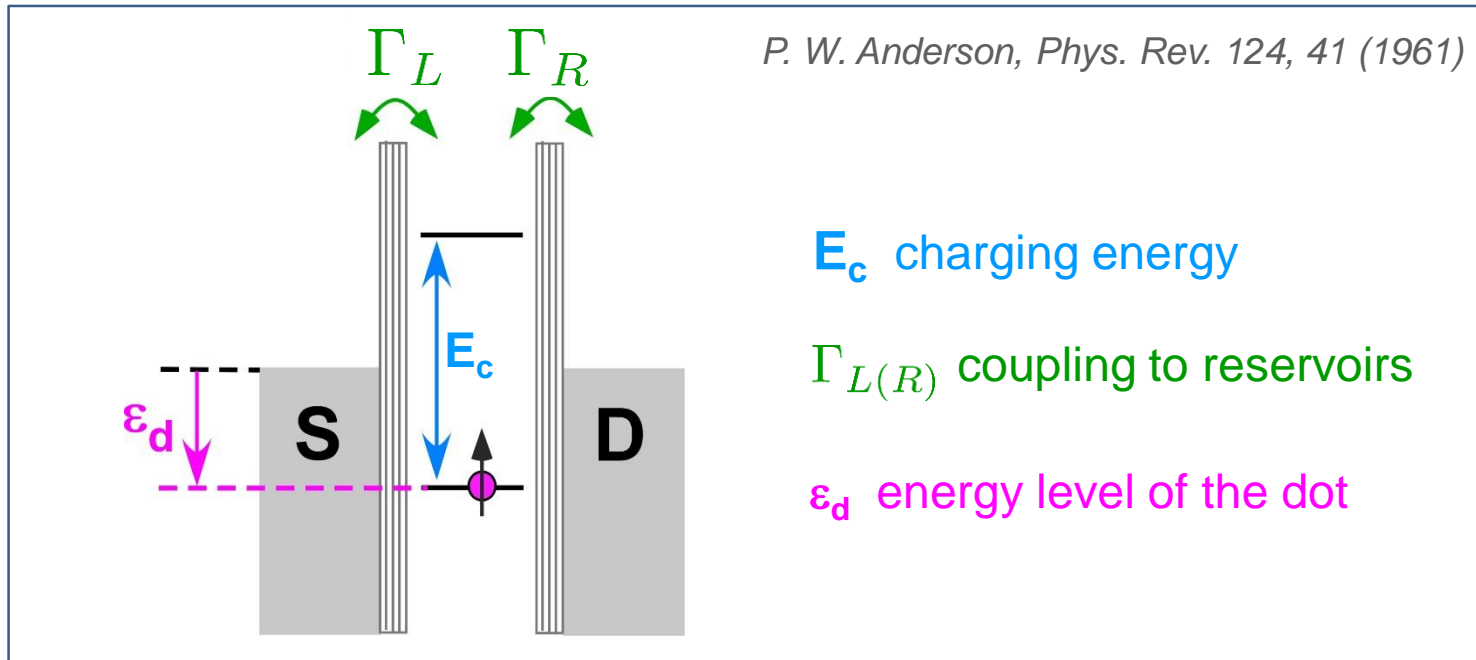 Γ_L Γ_R
P. W. Anderson, Phys. Rev. 124, 41 (1961)
E_c charging energy
E_c
Γ_{L(R)} coupling to reservoirs
ε_d
S
D
ε_d energy level of the dot